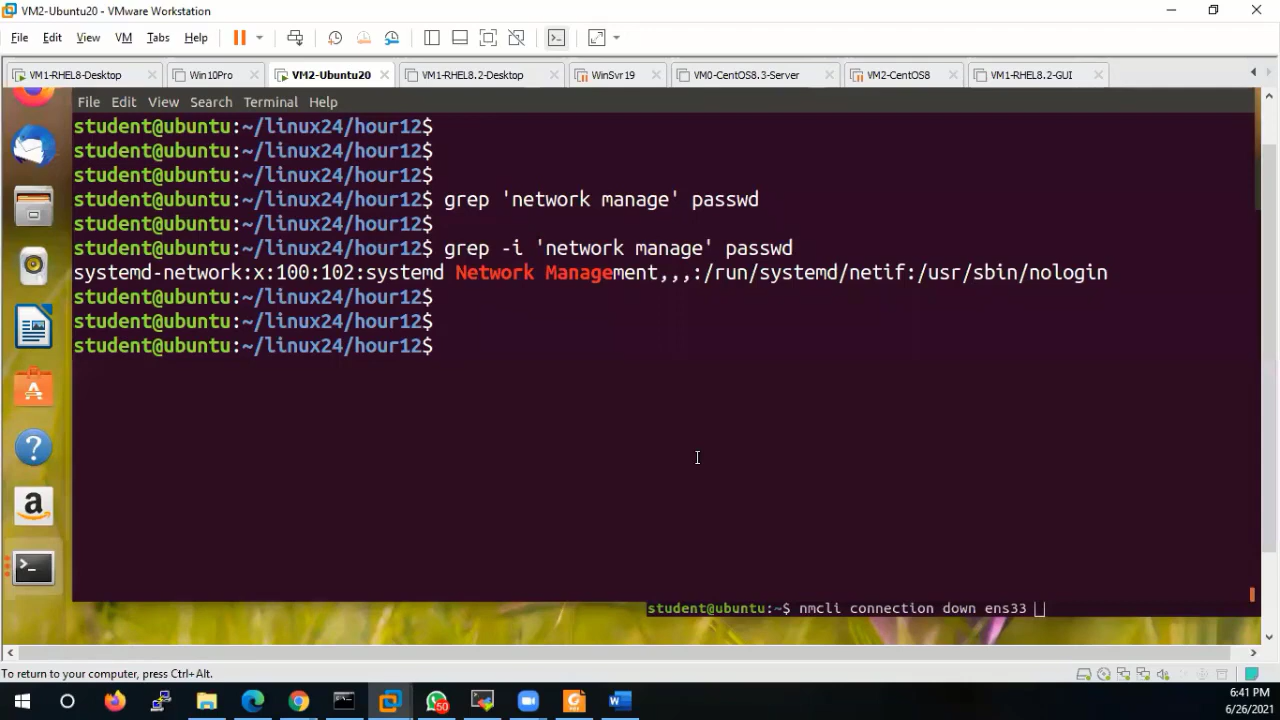 VM2-Ubuntu20 - VMware Workstation
File Edit View VM Tabs Help
VM1-RHEL8-Desktop Win10Pro VM2-Ubuntu20 VM1-RHEL8.2-Desktop WinSvr19 VM0-CentOS8.3-Server VM2-CentOS8 VM1-RHEL8.2-GUI
File Edit View Search Terminal Help
student@ubuntu:~/linux24/hour12$
student@ubuntu:~/linux24/hour12$
student@ubuntu:~/linux24/hour12$
student@ubuntu:~/linux24/hour12$ grep 'network manage' passwd
student@ubuntu:~/linux24/hour12$
student@ubuntu:~/linux24/hour12$ grep -i 'network manage' passwd
systemd-network:x:100:102:systemd Network Management,,,:/run/systemd/netif:/usr/sbin/nologin
student@ubuntu:~/linux24/hour12$
student@ubuntu:~/linux24/hour12$
student@ubuntu:~/linux24/hour12$
student@ubuntu:~$ nmcli connection down ens33
To return to your computer, press Ctrl+Alt.
50
6:41 PM
6/26/2021